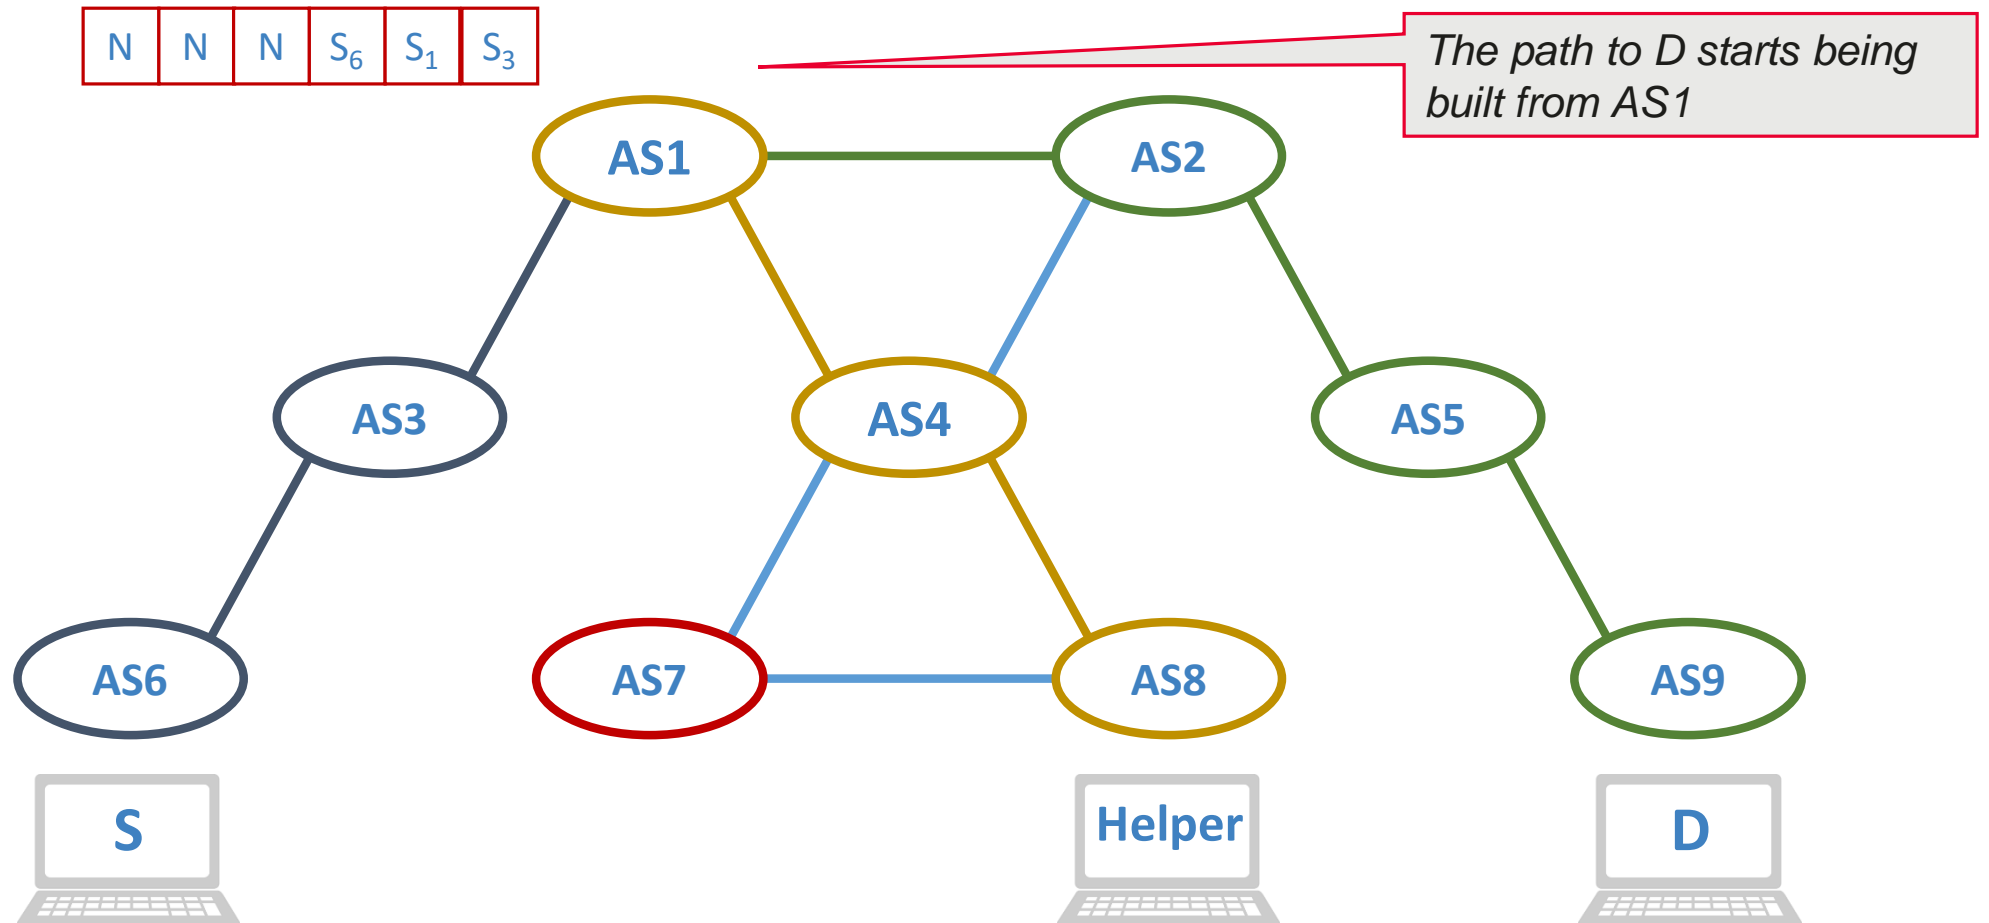 N N N S₆ S₁ S₃
The path to D starts being
built from AS1
AS1 AS2
AS3 AS4 AS5
AS6 AS7 AS8 AS9
S Helper D